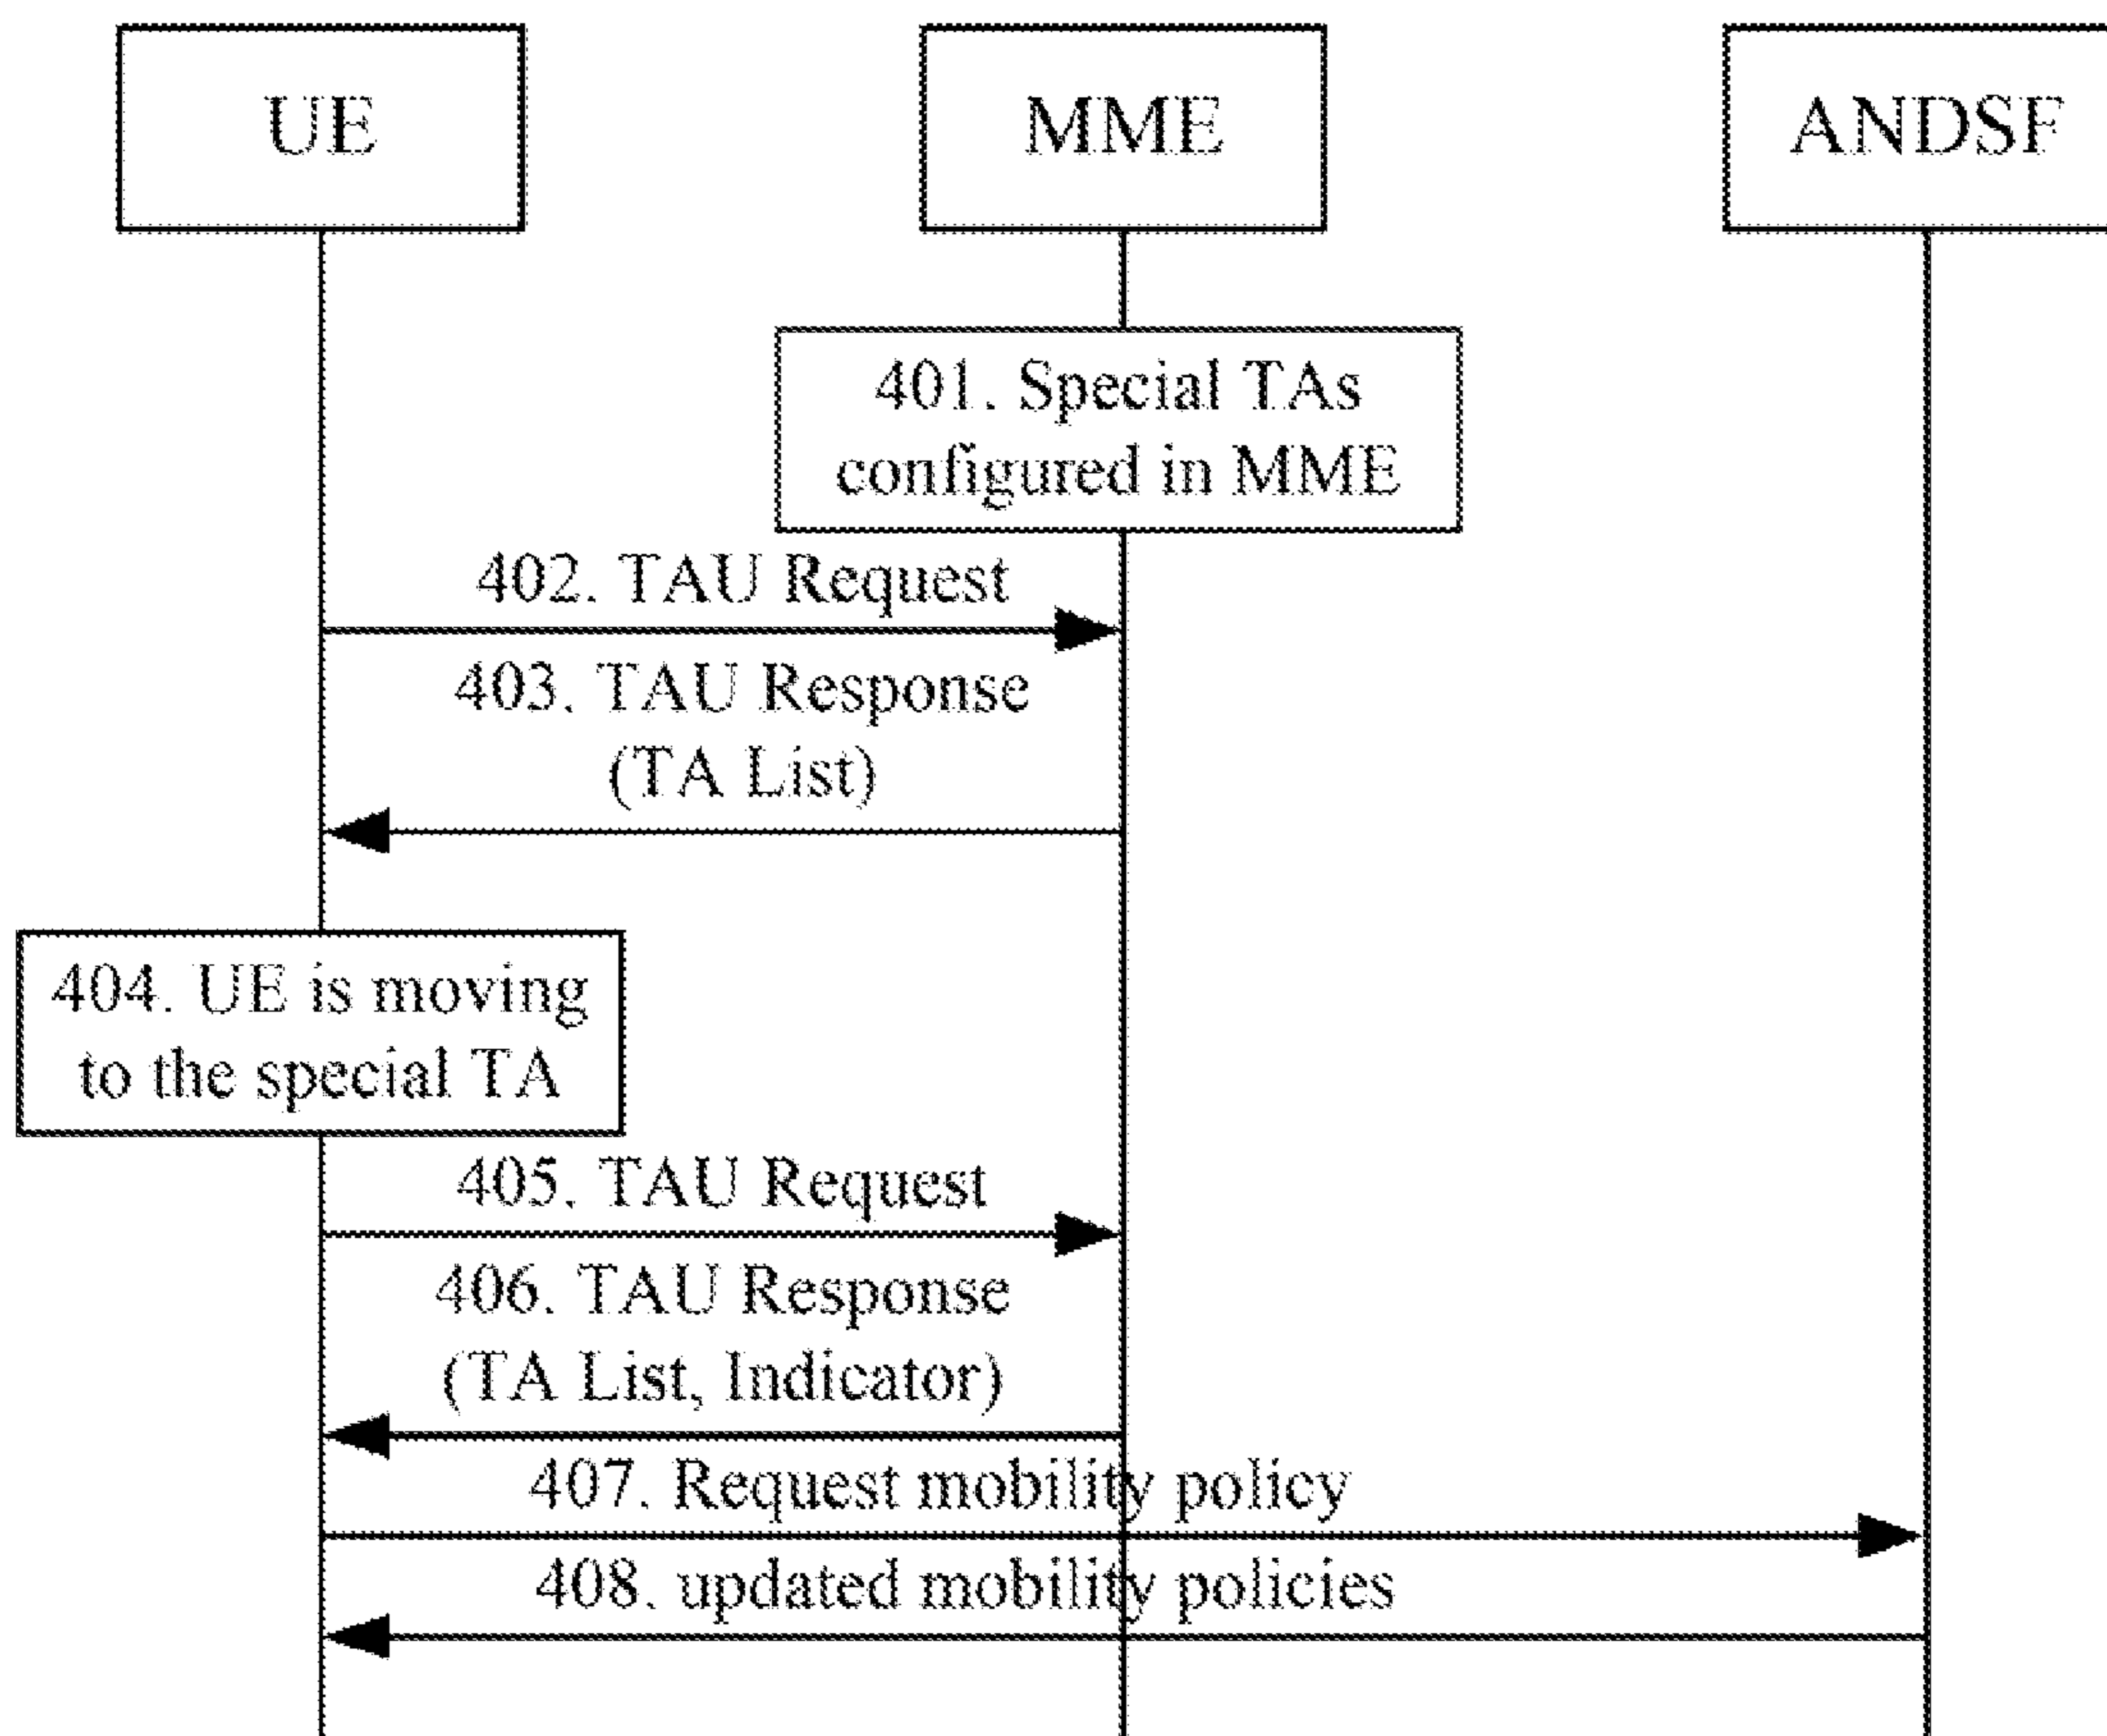 UE
MME
ANDSF
401. Special TAs
configured in MME
402. TAU Request
403. TAU Response
(TA List)
404. UE is moving
to the special TA
405. TAU Request
406. TAU Response
(TA List, Indicator)
407. Request mobility policy
408. updated mobility policies